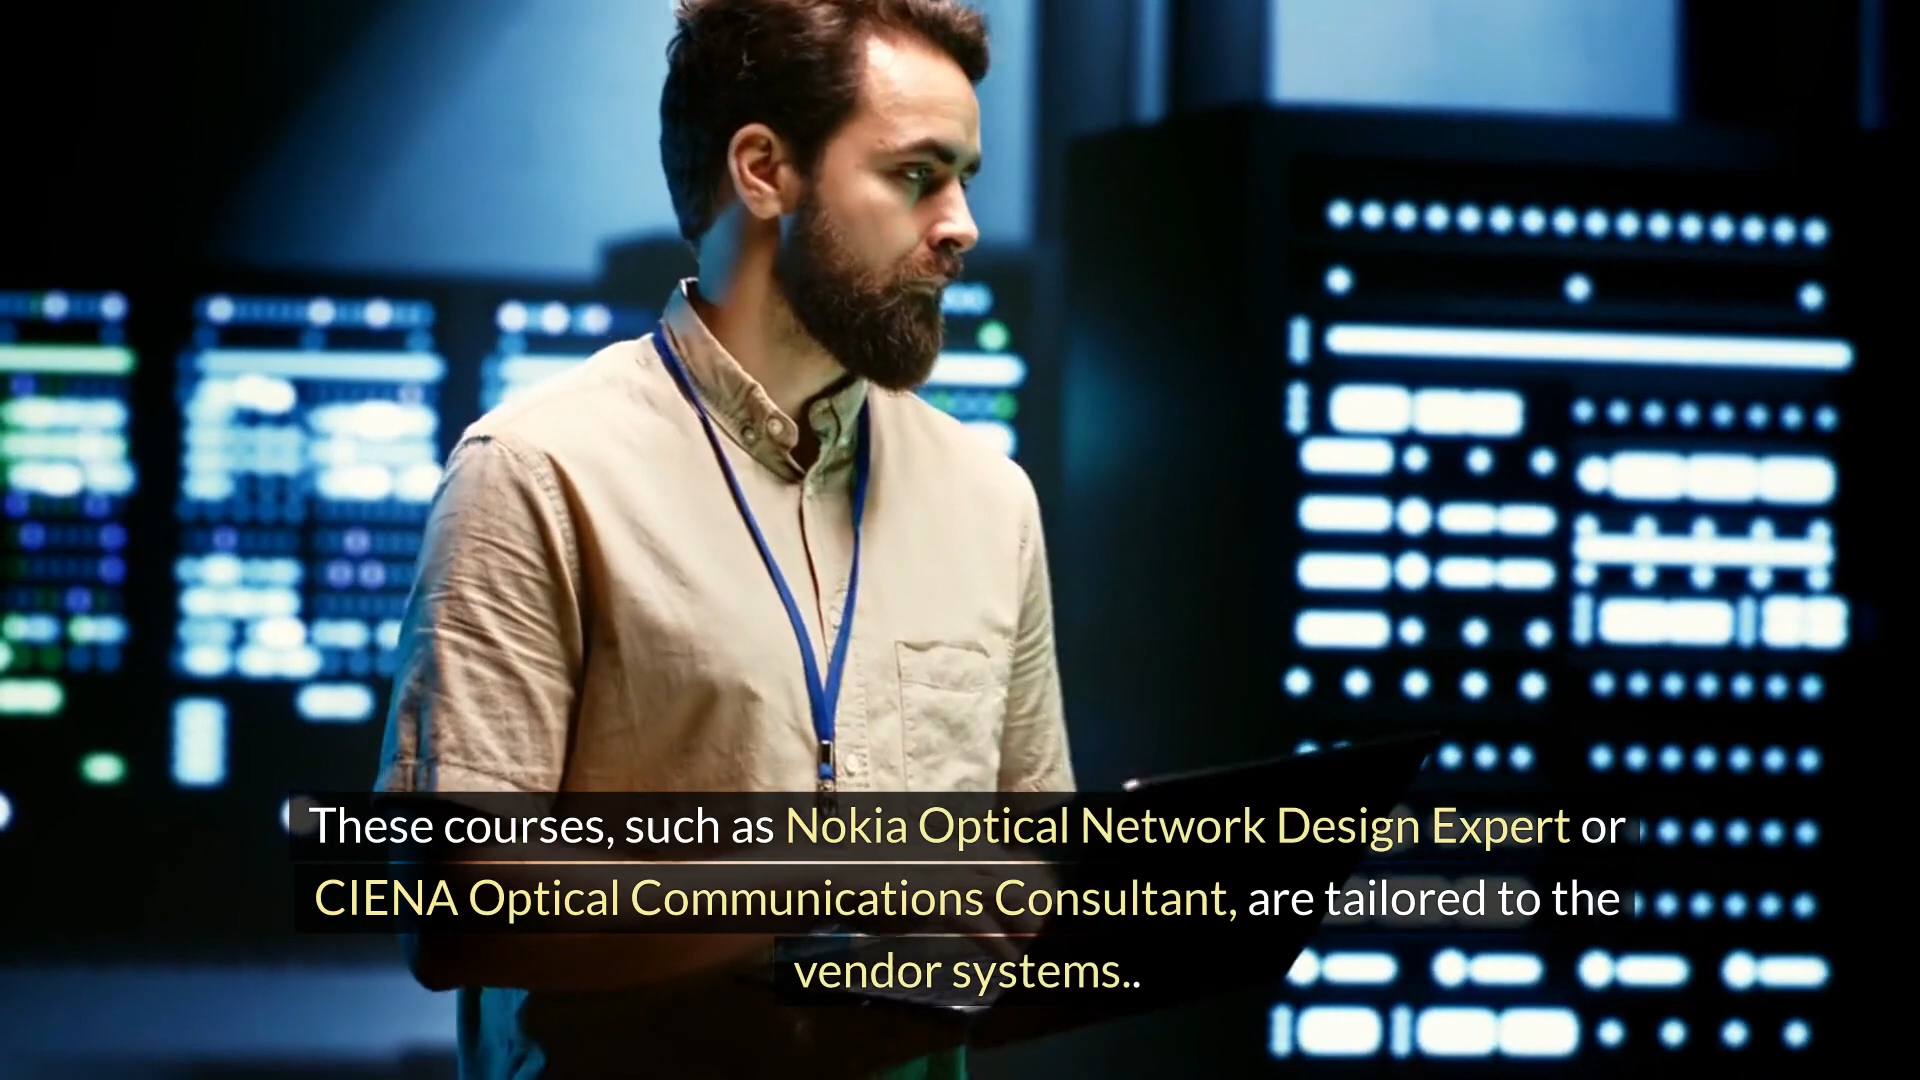 These courses, such as Nokia Optical Network Design Expert or
CIENA Optical Communications Consultant, are tailored to the
vendor systems..